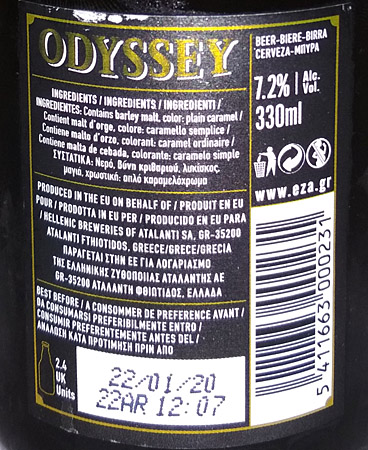 ODYSSEY
INGREDIENTS / INGREDIENTS / INGREDIENTI /
INGREDIENTES: Contains barley malt, color: plain caramel /
Contient malt d'orge, colore: caramello semplice /
Contiene malto d'orzo, colorant: caramel ordinaire /
Contiene malta de cebada, colorante: caramelo simple
ΣΥΣΤΑΤΙΚΑ: Νερό, Βύνη κριθαριού, λυκίσκος,
μαγιά, χρωστική: απλό καραμελόχρωμα
PRODUCED IN THE EU ON BEHALF OF / PRODUIT EN EU
POUR / PRODOTTA IN EU PER / PRODUCIDO EN EU PARA
/ HELLENIC BREWERIES OF ATALANTI SA, GR-35200
ATALANTI FTHIOTIDOS, GREECE/GRECE/GRECIA
ΠΑΡΑΓΕΤΑΙ ΣΤΗΝ ΕΕ ΓΙΑ ΛΟΓΑΡΙΑΣΜΟ
ΤΗΣ ΕΛΛΗΝΙΚΗΣ ΖΥΘΟΠΟΙΙΑΣ ΑΤΑΛΑΝΤΗΣ ΑΕ
GR-35200 ΑΤΑΛΑΝΤΗ ΦΘΙΩΤΙΔΟΣ, ΕΛΛΑΔΑ
BEST BEFORE / A CONSOMMER DE PREFERENCE AVANT /
DA CONSUMARSI PREFERIBILMENTE ENTRO /
CONSUMIR PREFERENTEMENTE ANTES DEL /
ΑΝΑΛΩΣΗ ΚΑΤΑ ΠΡΟΤΙΜΗΣΗ ΠΡΙΝ ΑΠΟ
2.4
UK
Units
22/01/20
22AR 12:07
BEER-BIERE-BIRRA
CERVEZA-ΜΠΥΡΑ
7.2% Alc.
Vol.
330ml
www.eza.gr
5 411663 000231